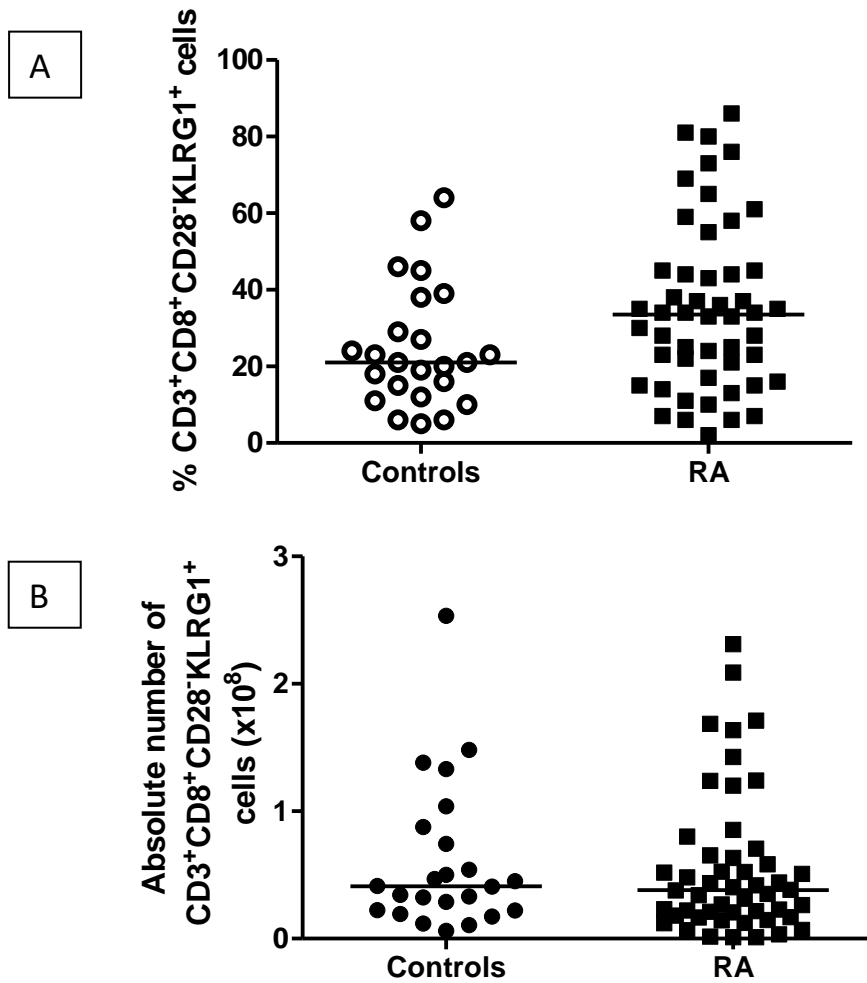 A
% CD3⁺CD8⁺CD28⁻KLRG1⁺ cells
100
80
60
40
20
0
Controls RA
B
Absolute number of
CD3⁺CD8⁺CD28⁻KLRG1⁺
cells (x10⁸)
3
2
1
0
Controls RA